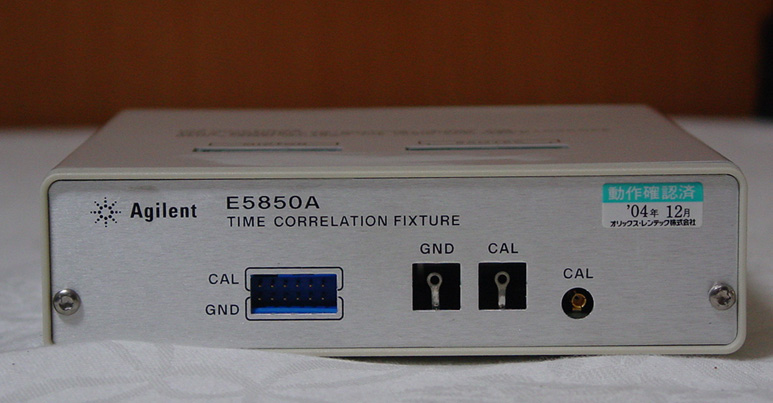 Agilent
E5850A
TIME CORRELATION FIXTURE
動作確認済
'04年 12月
オリックス・レンテック株式会社
GND
CAL
CAL
CAL
GND